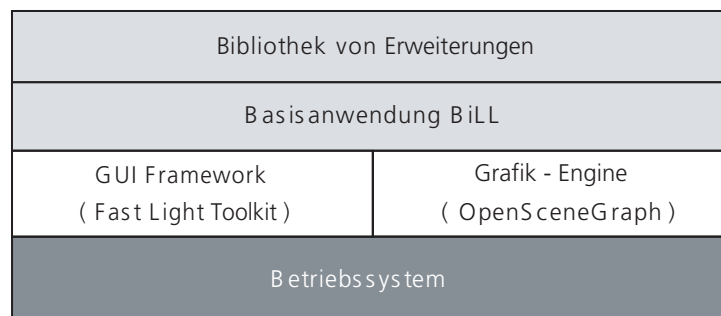 Bibliothek von Erweiterungen
Basisanwendung BiLL
GUI Framework
( Fast Light Toolkit )
Grafik - Engine
( OpenSceneGraph )
Betriebssystem